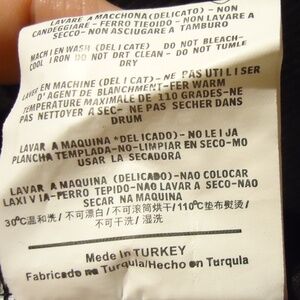 LAVARE A MACCHONA (DELICATO) - NON
CANDEGGIARE - FERRO TIEOIDO - NON LAVARE A
SECCO - NON ASCIUGARE A TAMBURO
MACHIEN WASH (DELICATE) DO NOT BLEACH-
COOL IRON DO NOT DRT CLEAN - DO NOT TUMLE
DRY
LAVER EN MACHINE (DELICAT) - NE PAS UTILISER
D'AGENT DE BLANCHMENT-FER WARM
TEMPERATURE MAXIMALE DE 110 GRADES-NE
PAS NETTOYER A SEC- NE PAS SECHER DANS
DRUM
LAVAR A MAQUINA *DELICADO) - NO LEIJA
PLANCHA TEMPLADA-NO-LIMPIAR EN SECO-MO
USAR LA SECADORA
LAVAR A MAQUINA (DELICADO)-NAO COLOCAR
LAXIVIA-FERRO TEPIDO-NAO LAVAR A SECO-NAO
SECAR NA MAQUINA
30°C温和洗 / 不可漂白 / 不可滚筒烘干 / 110°C垫布熨烫 /
不可干洗 / 湿洗
Made in TURKEY
Fabricado na Turquia/Hecho en Turquia